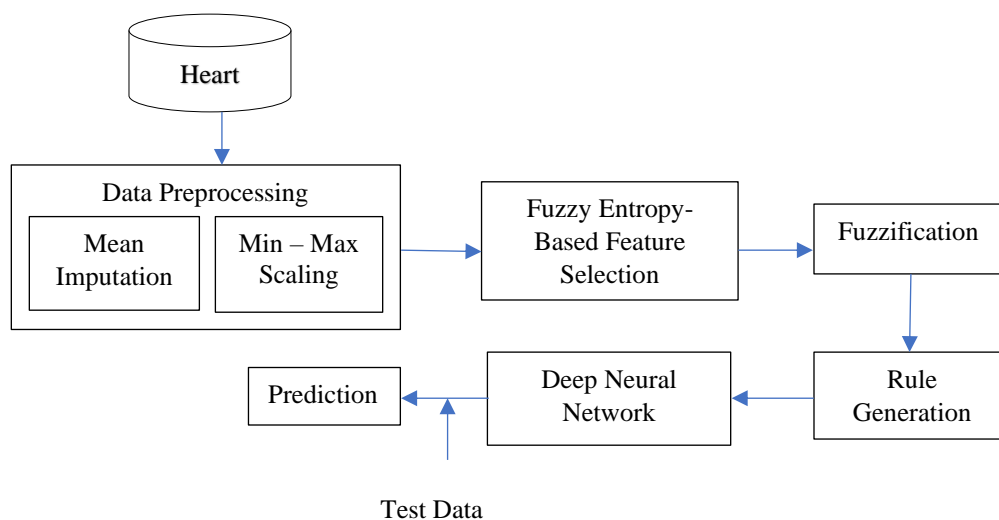 Heart
Data Preprocessing
Mean
Imputation
Min – Max
Scaling
Fuzzy Entropy-
Based Feature
Selection
Fuzzification
Rule
Generation
Deep Neural
Network
Prediction
Test Data